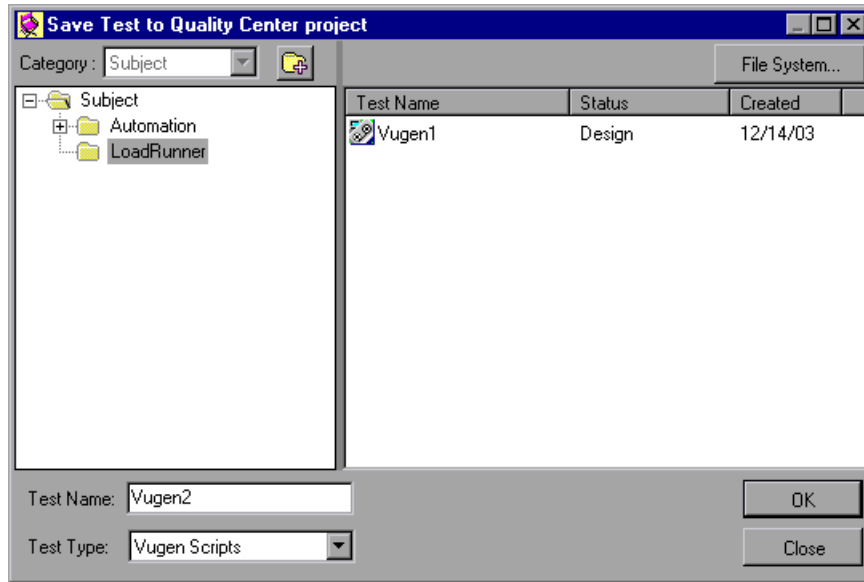 Save Test to Quality Center project
Category : Subject
File System...
Subject
Automation
LoadRunner
Test Name Status Created
Vugen1 Design 12/14/03
Test Name: Vugen2
Test Type: Vugen Scripts
OK
Close